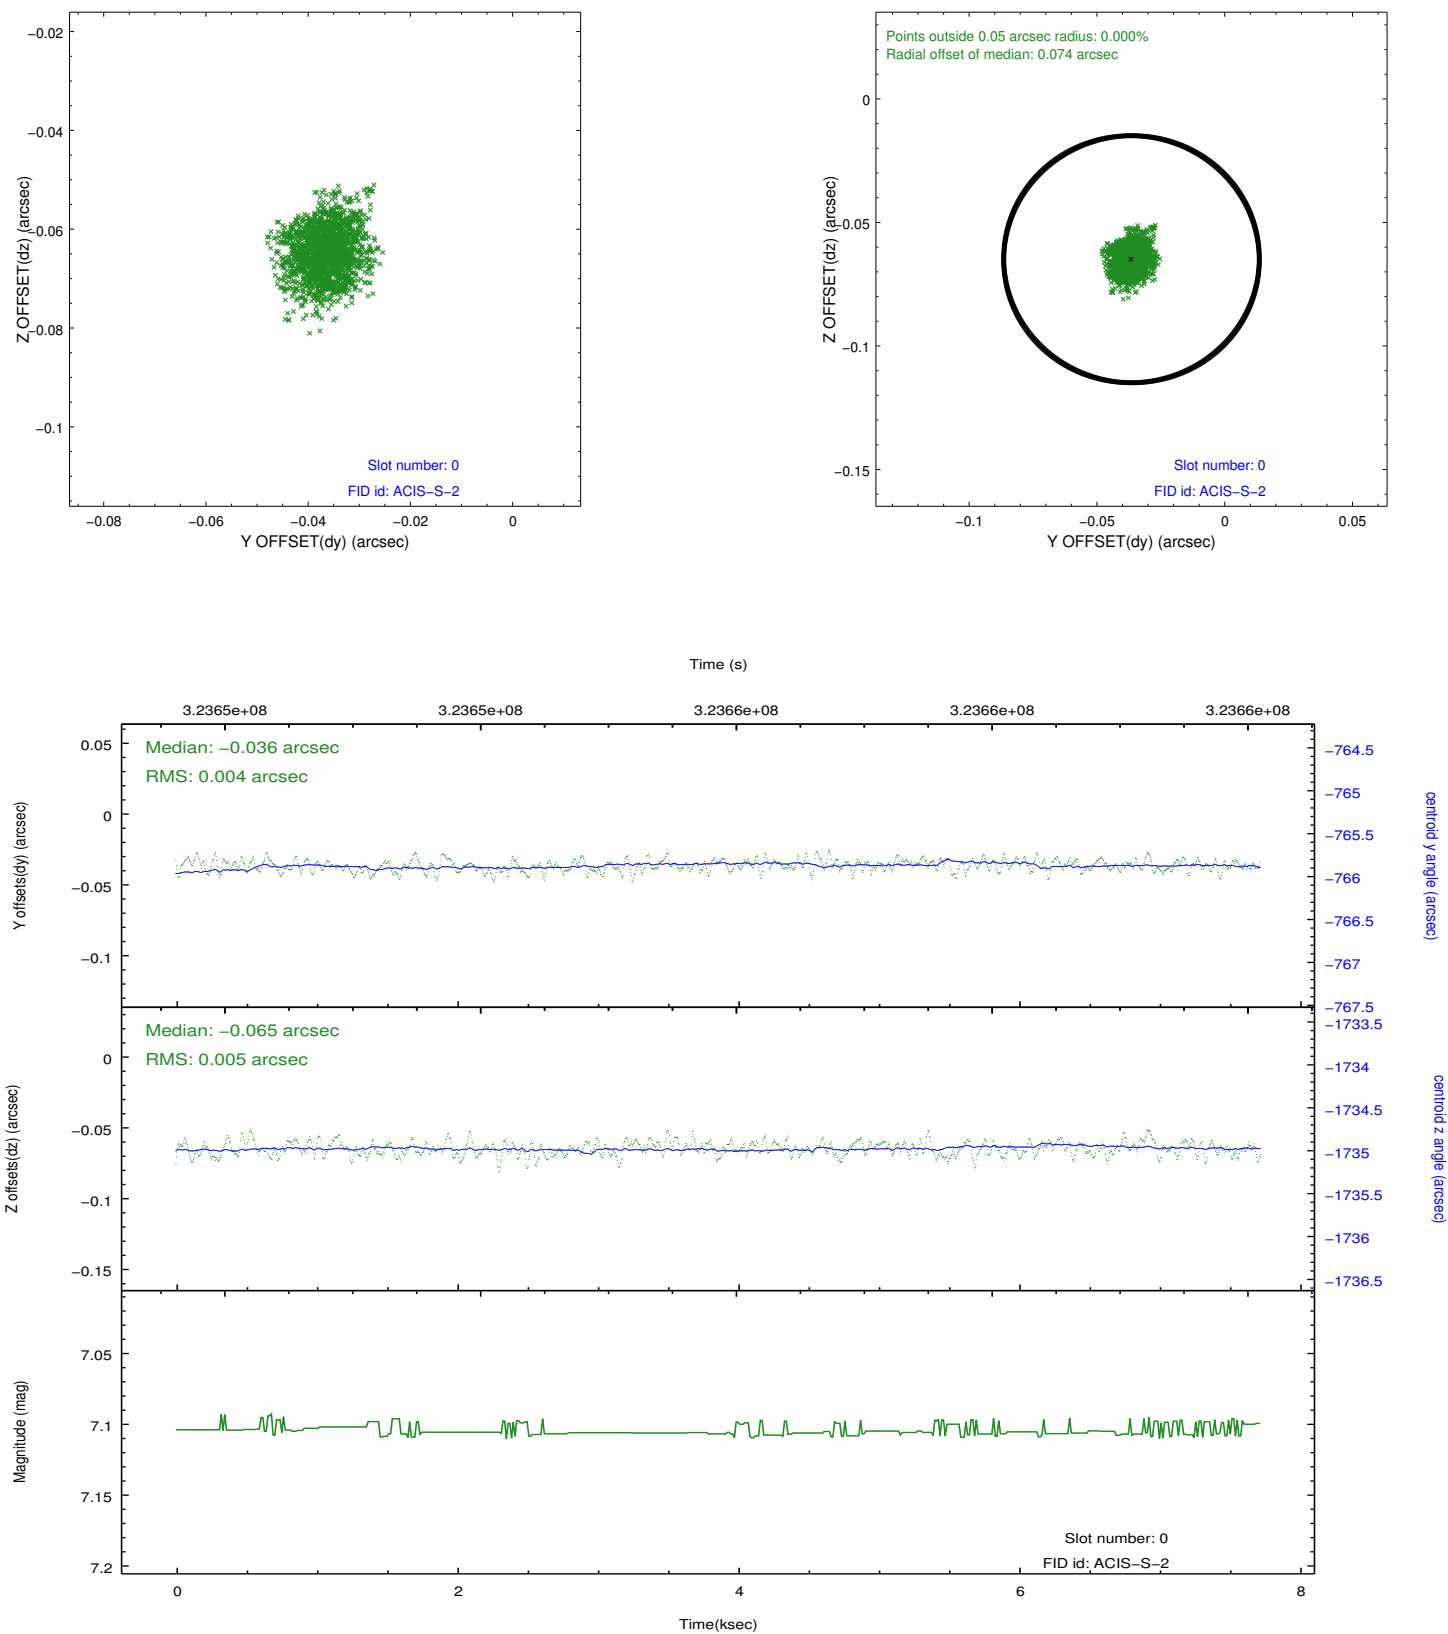 −0.02
−0.04
−0.06
−0.08
−0.1
Z OFFSET(dz) (arcsec)
Slot number: 0
FID id: ACIS−S−2
−0.08 −0.06 −0.04 −0.02 0
Y OFFSET(dy) (arcsec)
Points outside 0.05 arcsec radius: 0.000%
Radial offset of median: 0.074 arcsec
0
−0.05
−0.1
−0.15
Z OFFSET(dz) (arcsec)
Slot number: 0
FID id: ACIS−S−2
−0.1 −0.05 0 0.05
Y OFFSET(dy) (arcsec)
Time (s)
3.2365e+08 3.2365e+08 3.2366e+08 3.2366e+08 3.2366e+08
Median: −0.036 arcsec
RMS: 0.004 arcsec
0.05
0
−0.05
−0.1
Y offsets(dy) (arcsec)
−764.5
−765
−765.5
−766
−766.5
−767
−767.5
centroid y angle (arcsec)
Median: −0.065 arcsec
RMS: 0.005 arcsec
0
−0.05
−0.1
−0.15
Z offsets(dz) (arcsec)
−1733.5
−1734
−1734.5
−1735
−1735.5
−1736
−1736.5
centroid z angle (arcsec)
7.05
7.1
7.15
7.2
Magnitude (mag)
Slot number: 0
FID id: ACIS−S−2
0 2 4 6 8
Time(ksec)